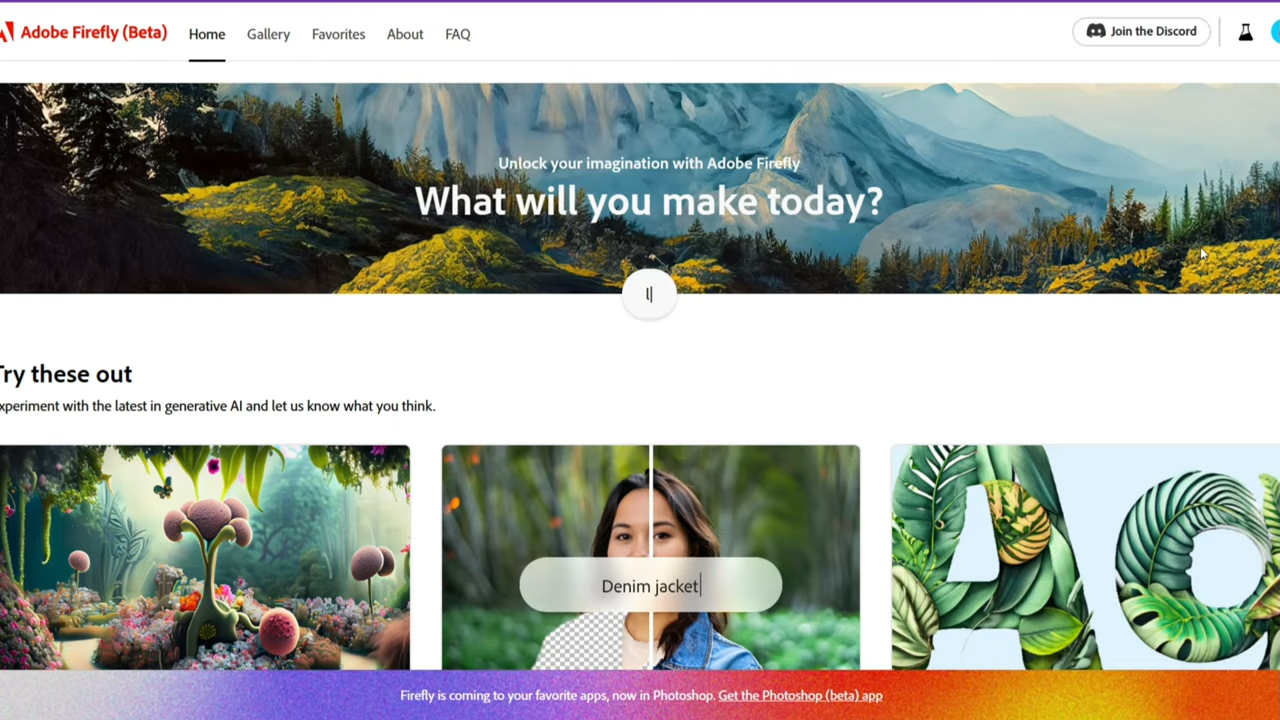 Adobe Firefly (Beta)
Home
Gallery
Favorites
About
FAQ
Join the Discord
Unlock your imagination with Adobe Firefly
What will you make today?
Try these out
xperiment with the latest in generative AI and let us know what you think.
Denim jacket
Firefly is coming to your favorite apps, now in Photoshop. Get the Photoshop (beta) app